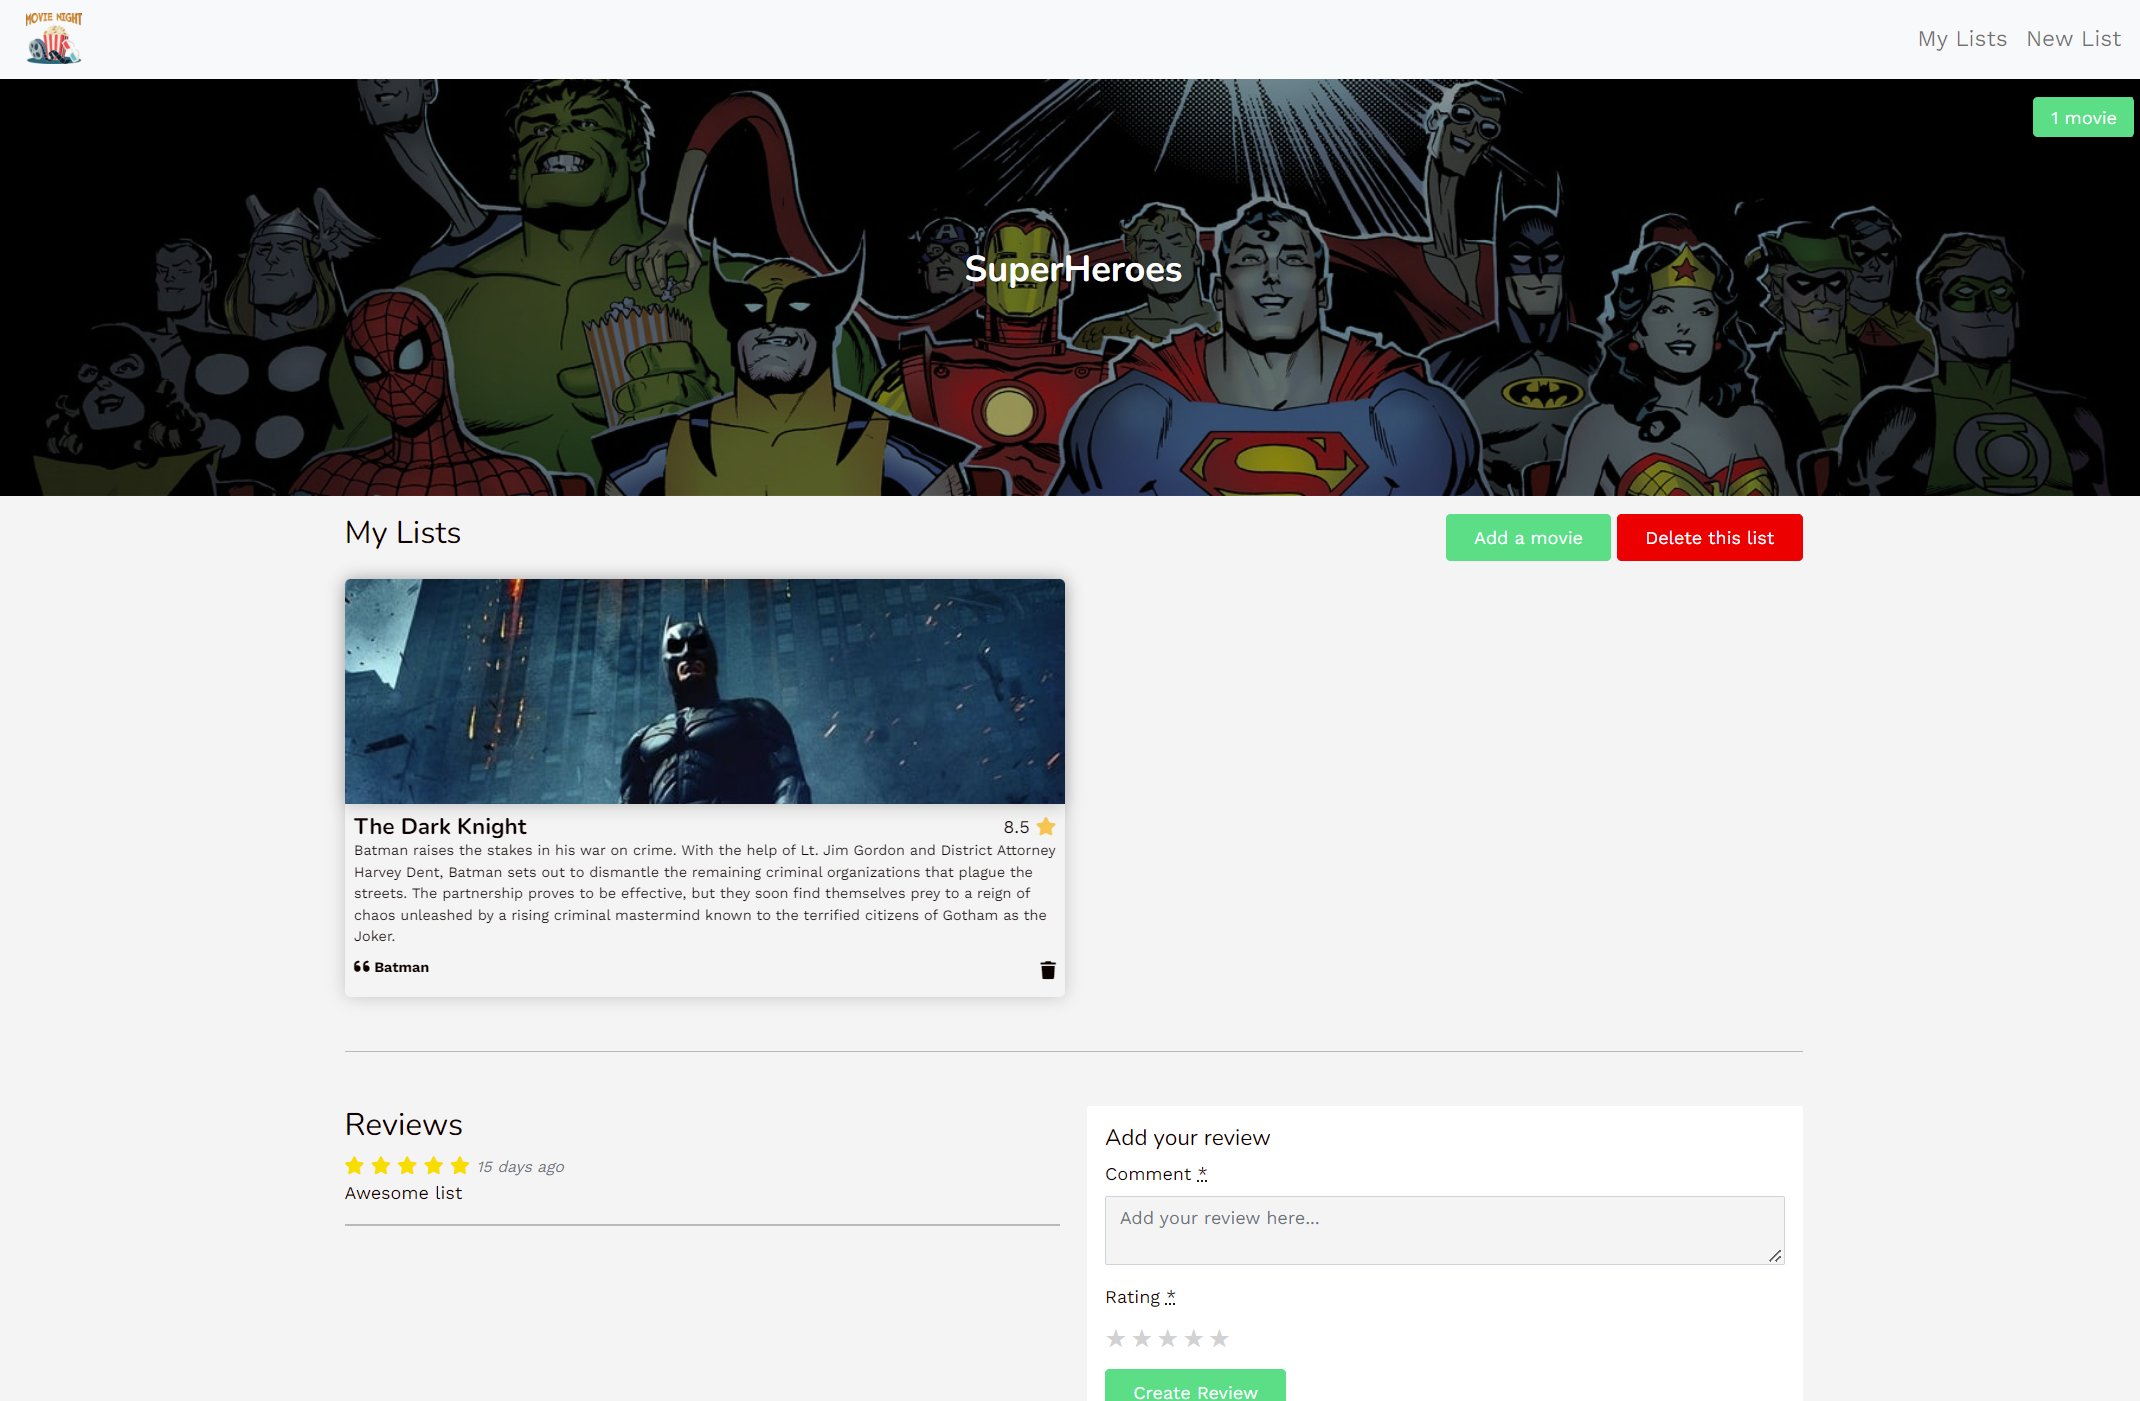 MOVIE NIGHT
My Lists New List
1 movie
SuperHeroes
My Lists
Add a movie Delete this list
The Dark Knight 8.5
Batman raises the stakes in his war on crime. With the help of Lt. Jim Gordon and District Attorney
Harvey Dent, Batman sets out to dismantle the remaining criminal organizations that plague the
streets. The partnership proves to be effective, but they soon find themselves prey to a reign of
chaos unleashed by a rising criminal mastermind known to the terrified citizens of Gotham as the
Joker.
❝ Batman
Reviews
15 days ago
Awesome list
Add your review
Comment *
Add your review here...
Rating *
Create Review